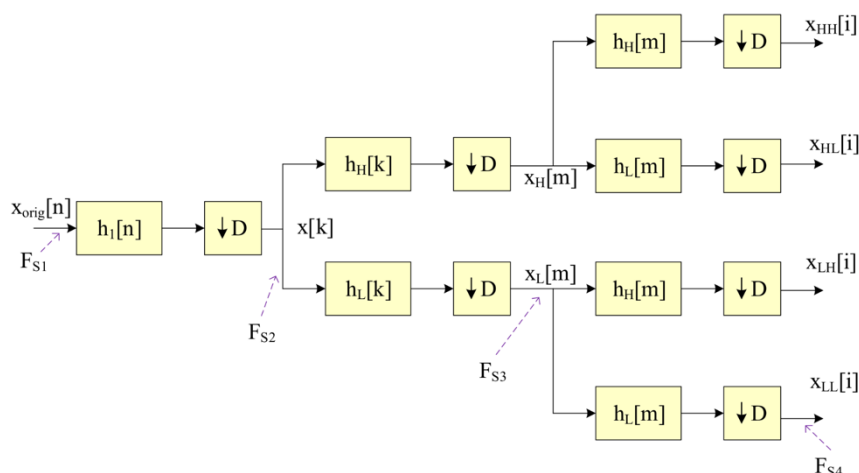 h_H[m] ↓ D x_HH[i]
h_H[k] ↓ D x_H[m] h_L[m] ↓ D x_HL[i]
x_orig[n] h_1[n] ↓ D x[k]
F_S1
h_L[k] ↓ D x_L[m] h_H[m] ↓ D x_LH[i]
F_S2
F_S3
h_L[m] ↓ D x_LL[i]
F_S4